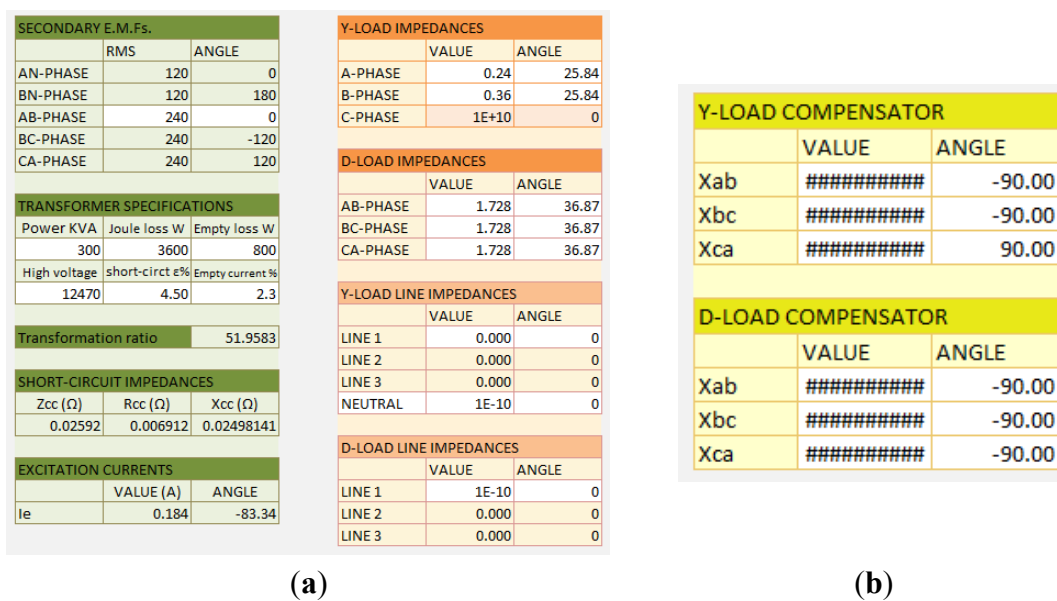 SECONDARY E.M.Fs.
RMS ANGLE
AN-PHASE 120 0
BN-PHASE 120 180
AB-PHASE 240 0
BC-PHASE 240 -120
CA-PHASE 240 120
TRANSFORMER SPECIFICATIONS
Power KVA Joule loss W Empty loss W
300 3600 800
High voltage short-circt ε% Empty current %
12470 4.50 2.3
Transformation ratio 51.9583
SHORT-CIRCUIT IMPEDANCES
Zcc (Ω) Rcc (Ω) Xcc (Ω)
0.02592 0.006912 0.02498141
EXCITATION CURRENTS
VALUE (A) ANGLE
Ie 0.184 -83.34
Y-LOAD IMPEDANCES
VALUE ANGLE
A-PHASE 0.24 25.84
B-PHASE 0.36 25.84
C-PHASE 1E+10 0
D-LOAD IMPEDANCES
VALUE ANGLE
AB-PHASE 1.728 36.87
BC-PHASE 1.728 36.87
CA-PHASE 1.728 36.87
Y-LOAD LINE IMPEDANCES
VALUE ANGLE
LINE 1 0.000 0
LINE 2 0.000 0
LINE 3 0.000 0
NEUTRAL 1E-10 0
D-LOAD LINE IMPEDANCES
VALUE ANGLE
LINE 1 1E-10 0
LINE 2 0.000 0
LINE 3 0.000 0
(a)
Y-LOAD COMPENSATOR
VALUE ANGLE
Xab ########## -90.00
Xbc ########## -90.00
Xca ########## 90.00
D-LOAD COMPENSATOR
VALUE ANGLE
Xab ########## -90.00
Xbc ########## -90.00
Xca ########## -90.00
(b)